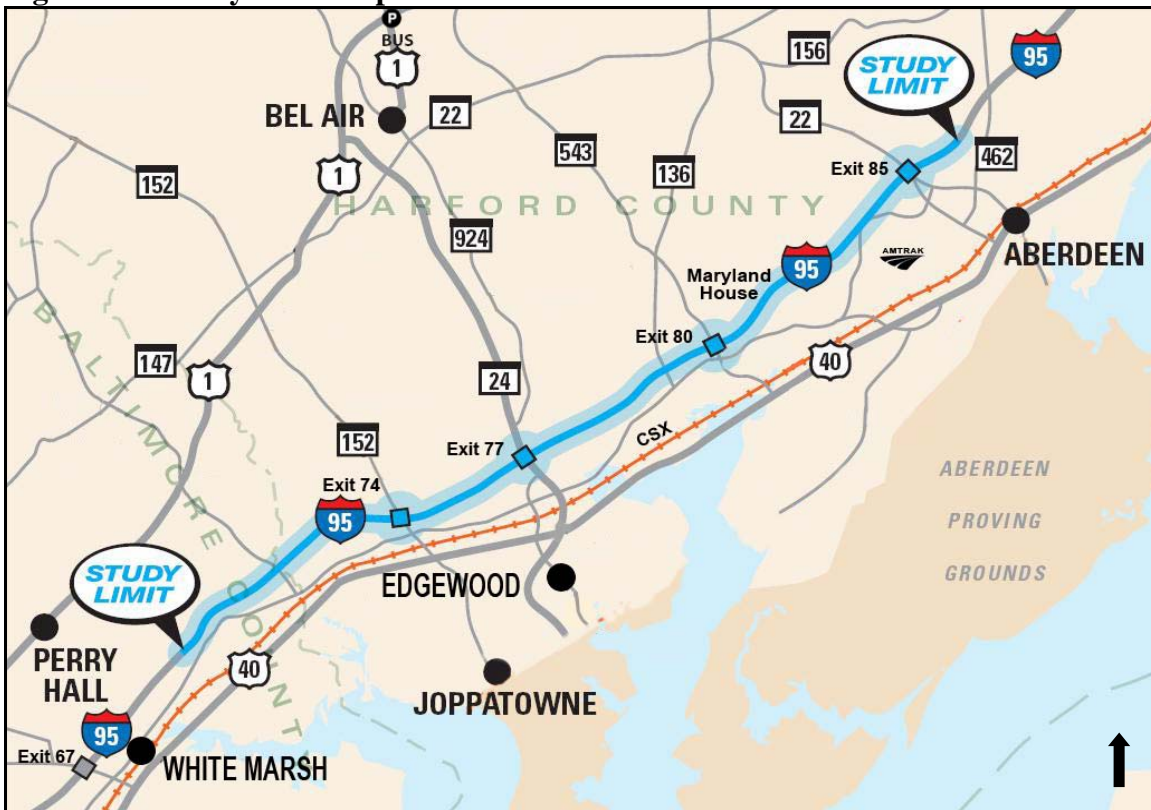 BUS
1
P
156
STUDY
LIMIT
95
BEL AIR
22
22
543
136
462
Exit 85
152
1
HARFORD COUNTY
ABERDEEN
924
AMTRAK
Maryland
House
95
Exit 80
147
1
40
24
BALTIMORE COUNTY
152
Exit 77
CSX
Exit 74
95
ABERDEEN
PROVING
GROUNDS
STUDY
LIMIT
EDGEWOOD
PERRY
HALL
40
JOPPATOWNE
95
Exit 67
WHITE MARSH